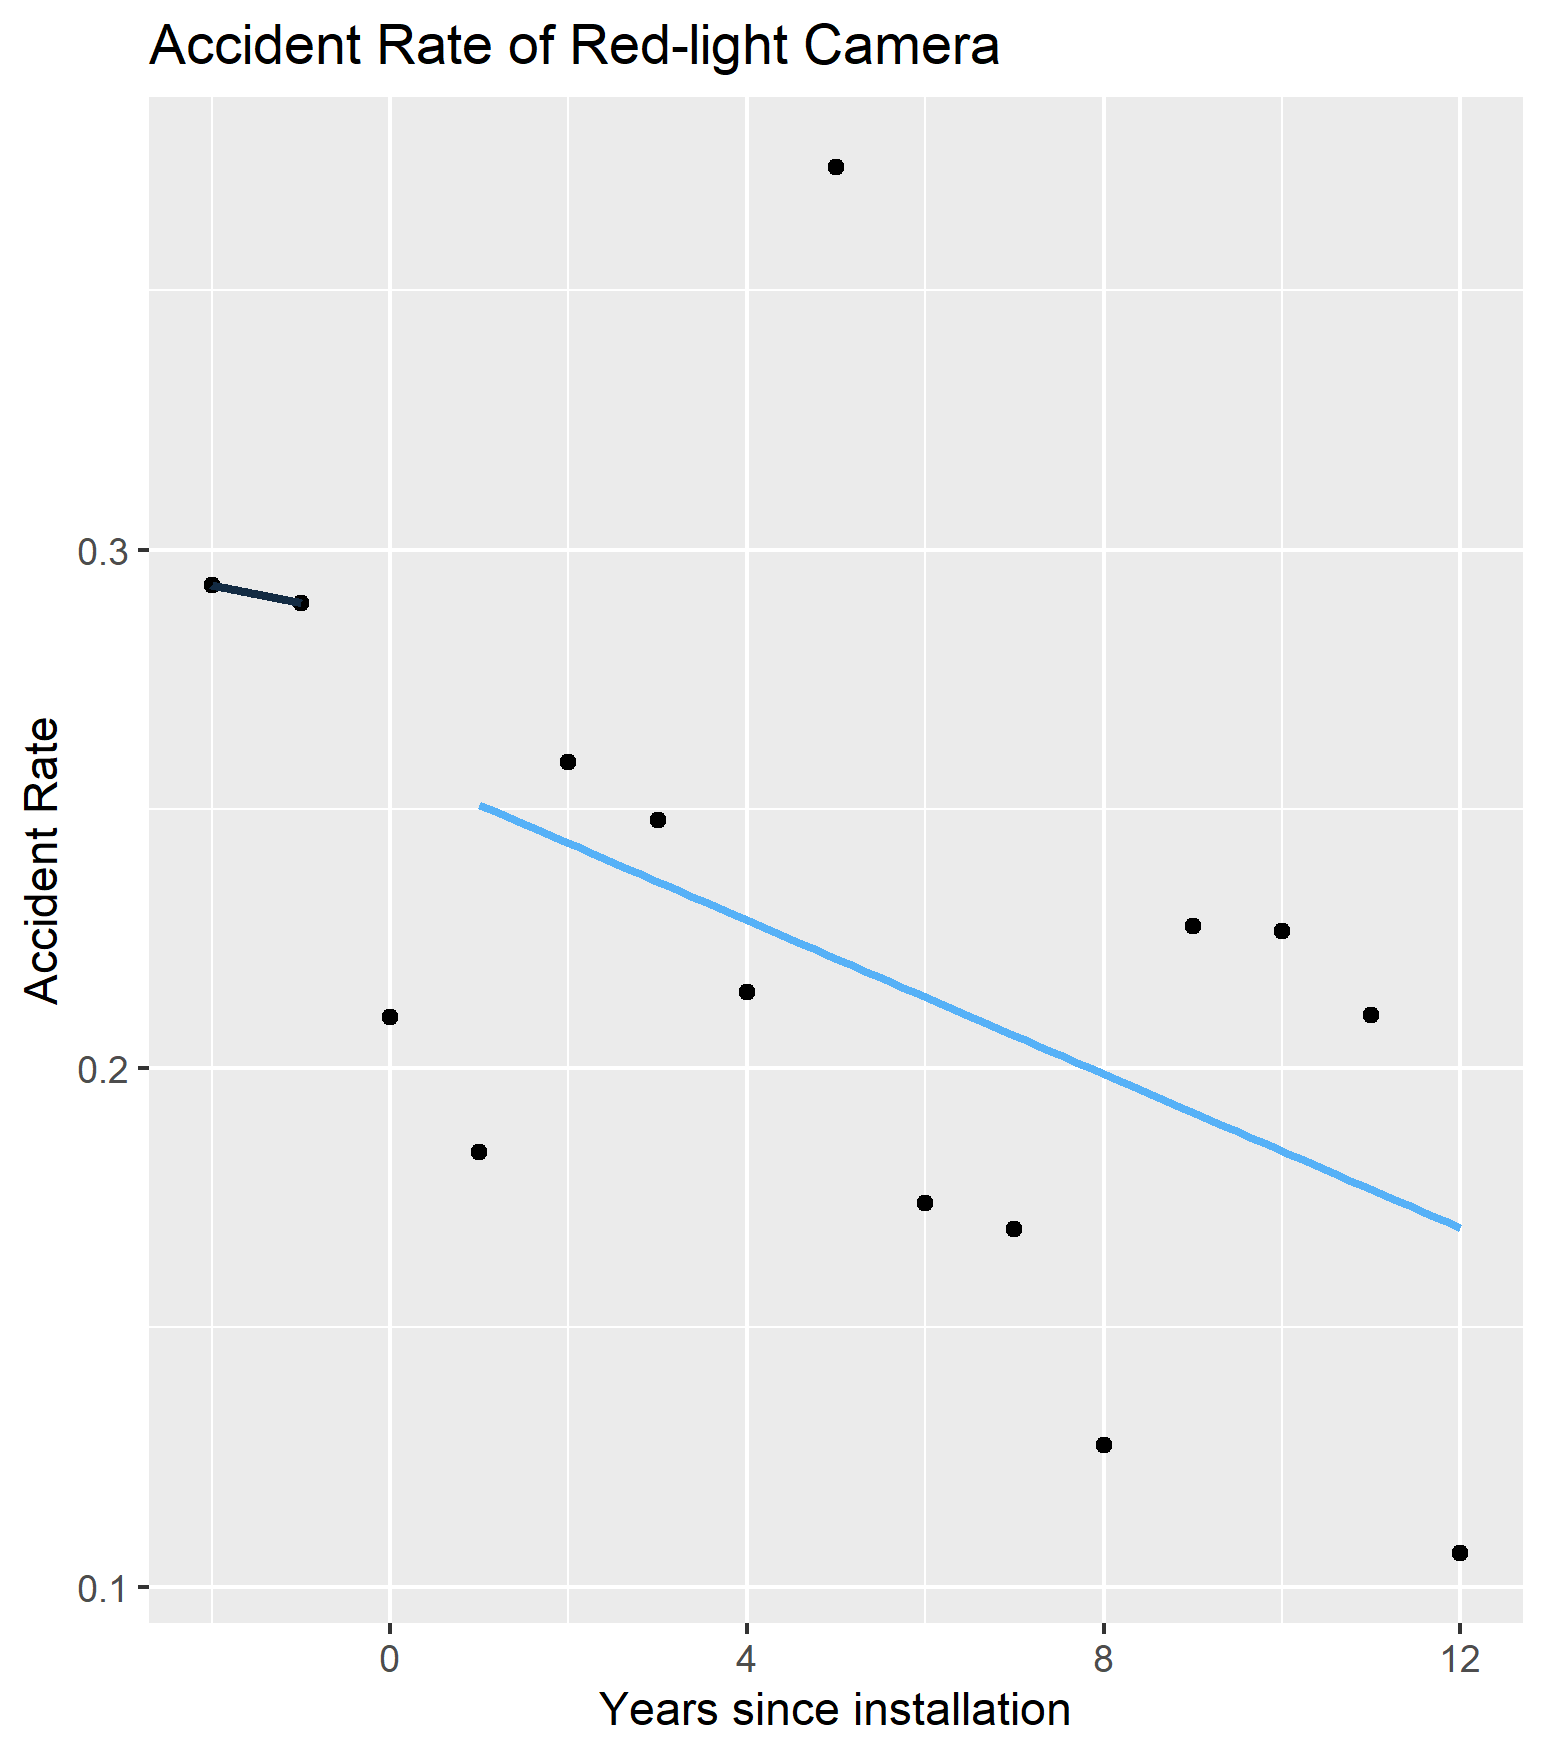 Accident Rate of Red-light Camera
Accident Rate
0.3
0.2
0.1
0 4 8 12
Years since installation